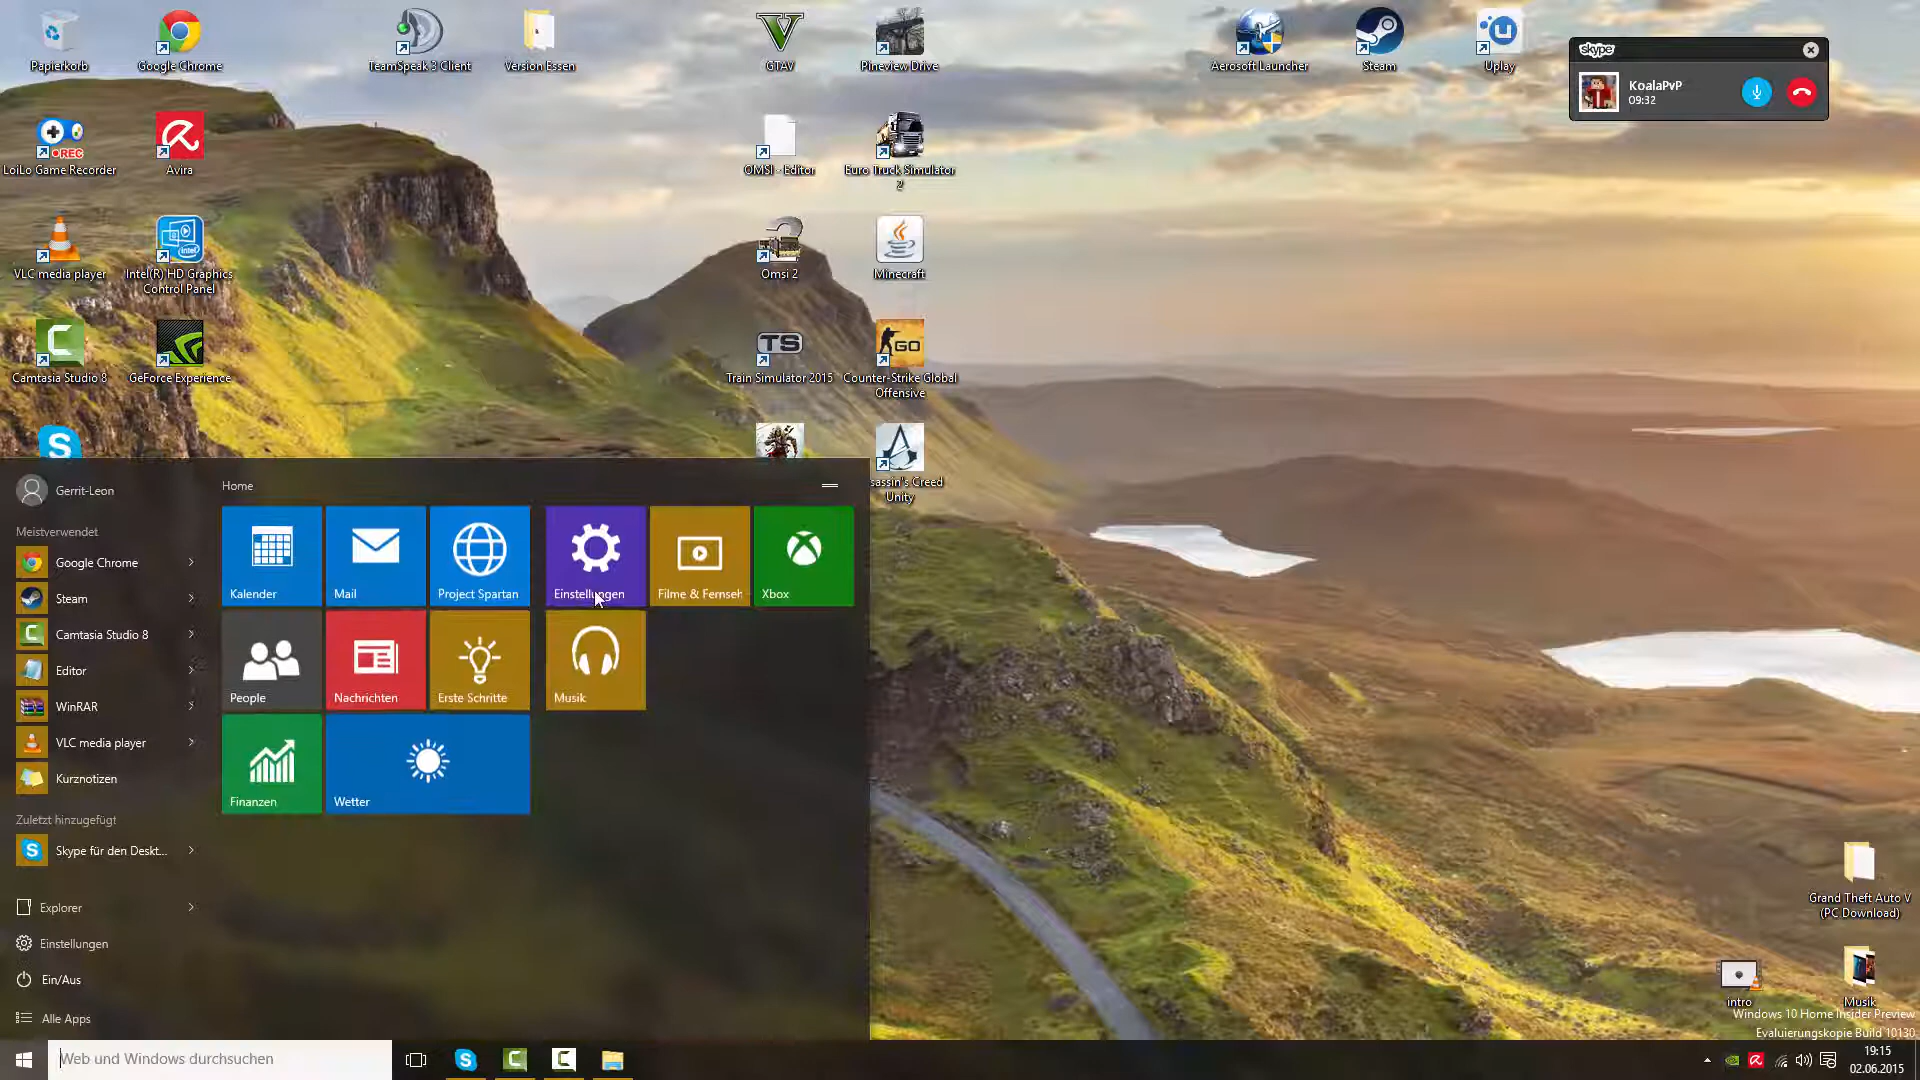 Papierkorb
Google Chrome
TeamSpeak 3 Client
Version Essen
GTAV
Pineview Drive
Aerosoft Launcher
Steam
Uplay
skype
KoalaPvP
09:32
REC
LoiLo Game Recorder
Avira
OMSI - Editor
Euro Truck Simulator
2
VLC media player
Intel(R) HD Graphics
Control Panel
Omsi 2
Minecraft
Camtasia Studio 8
GeForce Experience
TS
Train Simulator 2015
GO
Counter-Strike Global
Offensive
sassin's Creed
Unity
Gerrit-Leon
Home
Meistverwendet
Google Chrome
Steam
Camtasia Studio 8
Editor
WinRAR
VLC media player
Kurznotizen
Zuletzt hinzugefügt
Skype für den Deskt...
Explorer
Einstellungen
Ein/Aus
Alle Apps
Kalender
Mail
Project Spartan
Einstellungen
Filme & Fernseh
Xbox
People
Nachrichten
Erste Schritte
Musik
Finanzen
Wetter
Grand Theft Auto V
(PC Download)
intro
Musik
Windows 10 Home Insider Preview
Evaluierungskopie Build 10130
Web und Windows durchsuchen
19:15
02.06.2015